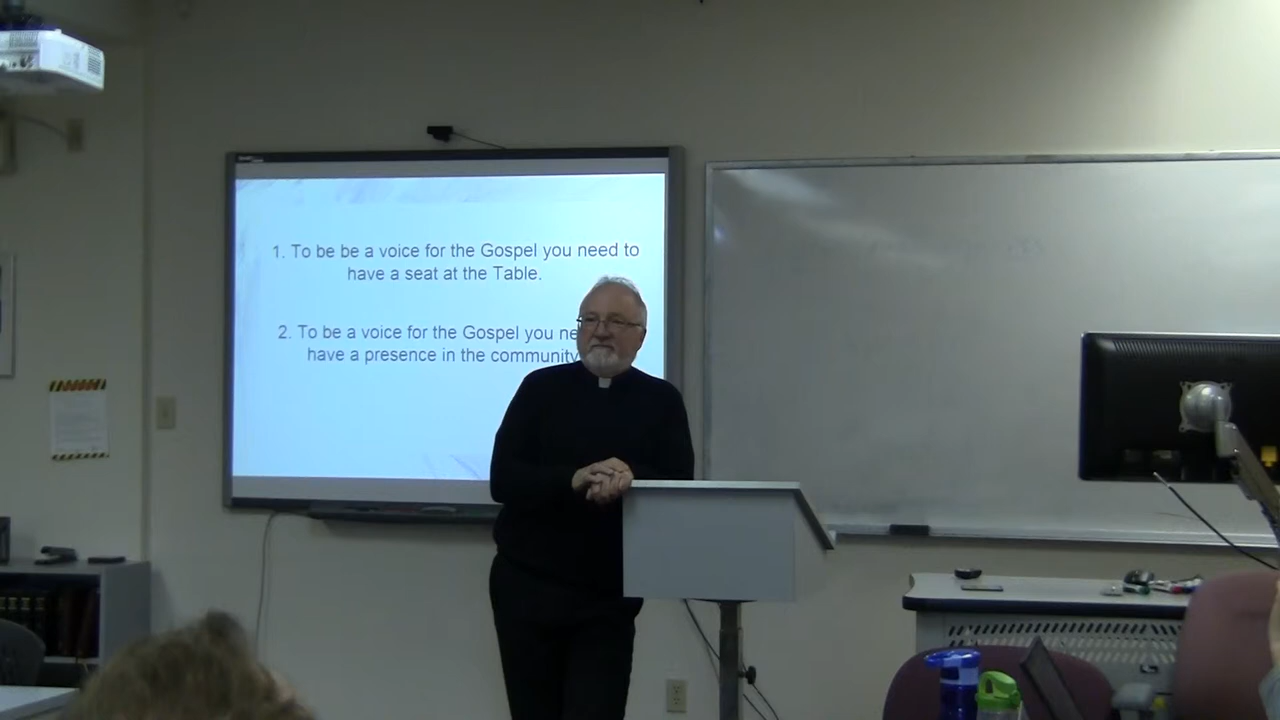 1. To be be a voice for the Gospel you need to
have a seat at the Table.
2. To be a voice for the Gospel you ne
have a presence in the community